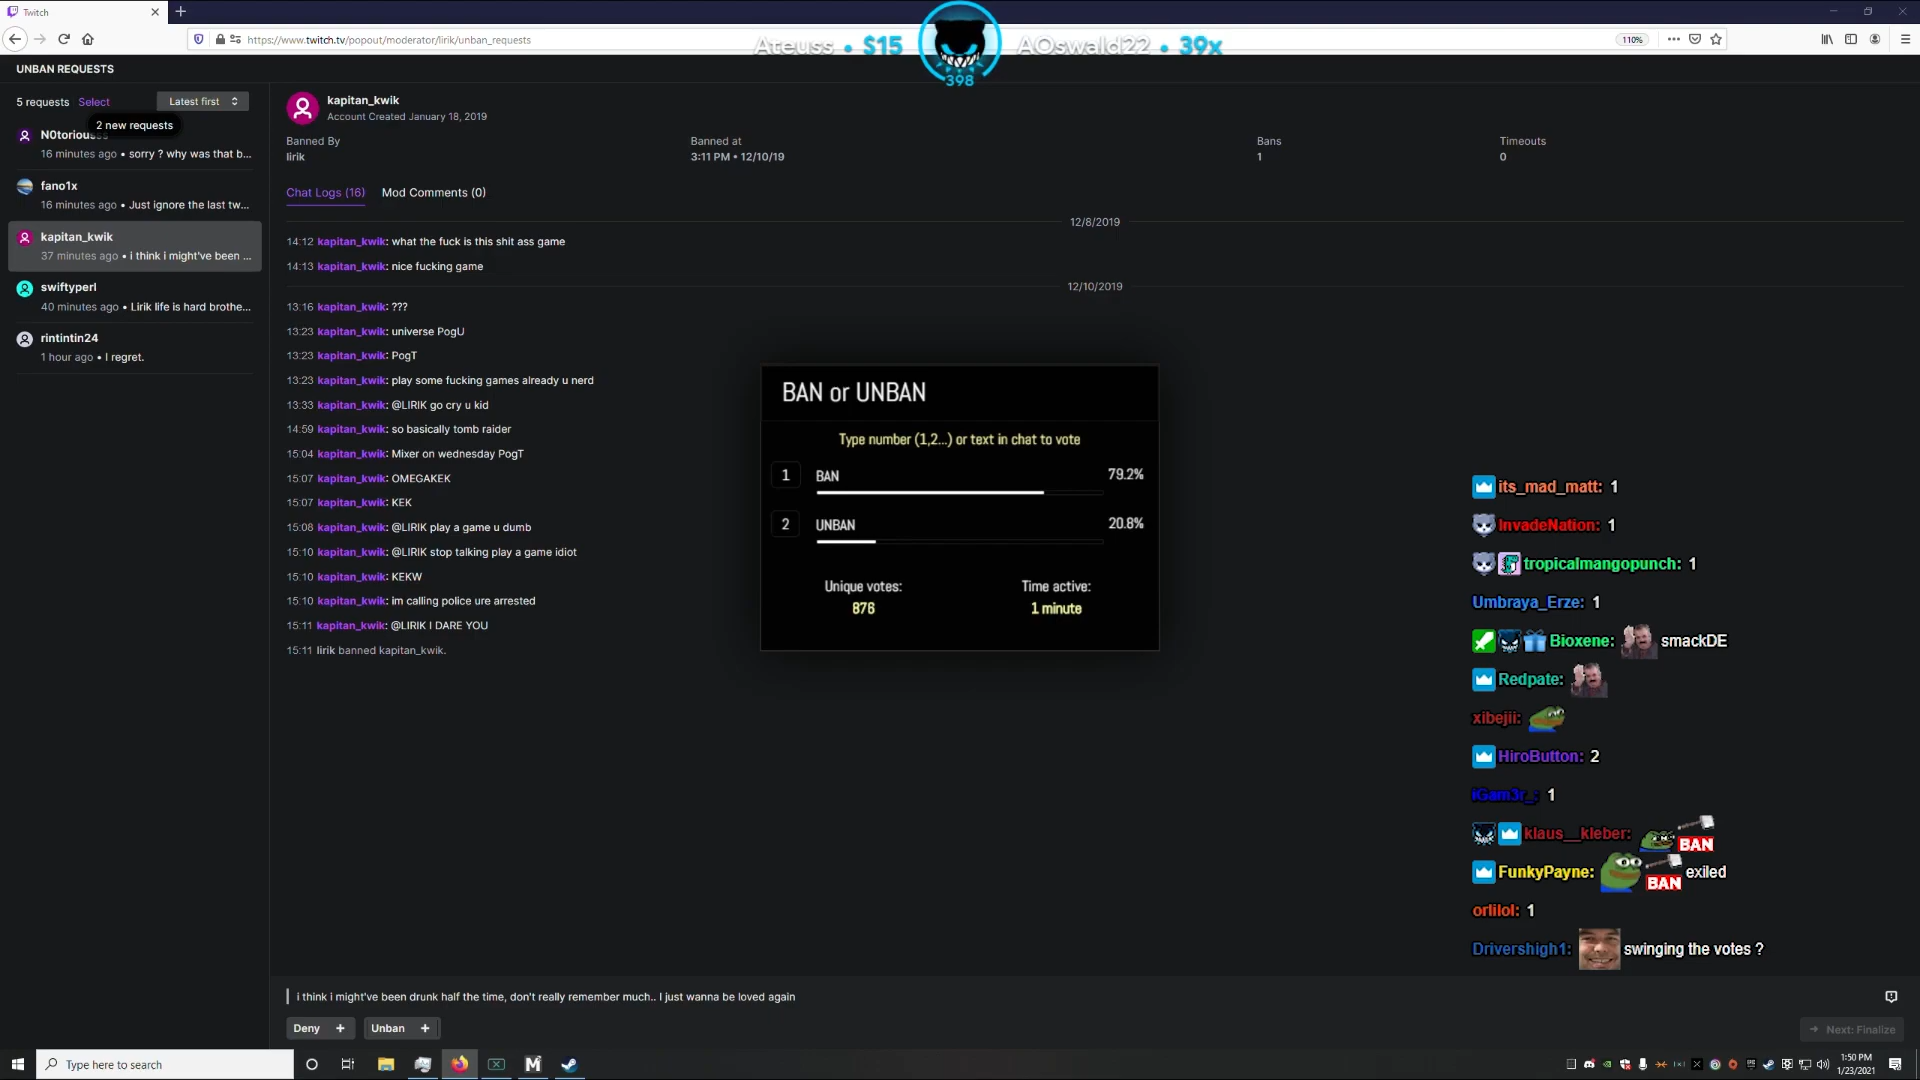 Twitch
https://www.twitch.tv/popout/moderator/lirik/unban_requests
110%
Ateuss • $15
398
AOswald22 • 39x
UNBAN REQUESTS
5 requests Select Latest first
2 new requests
16 minutes ago • sorry ? why was that b...
fano1x
16 minutes ago • Just ignore the last tw...
kapitan_kwik
37 minutes ago • i think i might've been ...
swiftyperl
40 minutes ago • Lirik life is hard brothe...
rintintin24
1 hour ago • I regret.
kapitan_kwik
Account Created January 18, 2019
Banned By Banned at Bans Timeouts
lirik 3:11 PM • 12/10/19 1 0
Chat Logs (16) Mod Comments (0)
12/8/2019
14:12 kapitan_kwik: what the fuck is this shit ass game
14:13 kapitan_kwik: nice fucking game
12/10/2019
13:16 kapitan_kwik: ???
13:23 kapitan_kwik: universe PogU
13:23 kapitan_kwik: PogT
13:23 kapitan_kwik: play some fucking games already u nerd
13:33 kapitan_kwik: @LIRIK go cry u kid
14:59 kapitan_kwik: so basically tomb raider
15:04 kapitan_kwik: Mixer on wednesday PogT
15:07 kapitan_kwik: OMEGAKEK
15:07 kapitan_kwik: KEK
15:08 kapitan_kwik: @LIRIK play a game u dumb
15:10 kapitan_kwik: @LIRIK stop talking play a game idiot
15:10 kapitan_kwik: KEKW
15:10 kapitan_kwik: im calling police ure arrested
15:11 kapitan_kwik: @LIRIK I DARE YOU
15:11 lirik banned kapitan_kwik.
BAN or UNBAN
Type number (1,2...) or text in chat to vote
1 BAN 79.2%
2 UNBAN 20.8%
Unique votes: Time active:
876 1 minute
its_mad_matt: 1
InvadeNation: 1
tropicalmangopunch: 1
Umbraya_Erze: 1
Bioxene: smackDE
Redpate:
xibejii:
HiroButton: 2
iGam3r_: 1
klaus__kleber: BAN
FunkyPayne: BAN exiled
orlilol: 1
Drivershigh1: swinging the votes ?
i think i might've been drunk half the time, don't really remember much.. I just wanna be loved again
Deny + Unban +
Next: Finalize
Type here to search
M
1:50 PM
1/23/2021